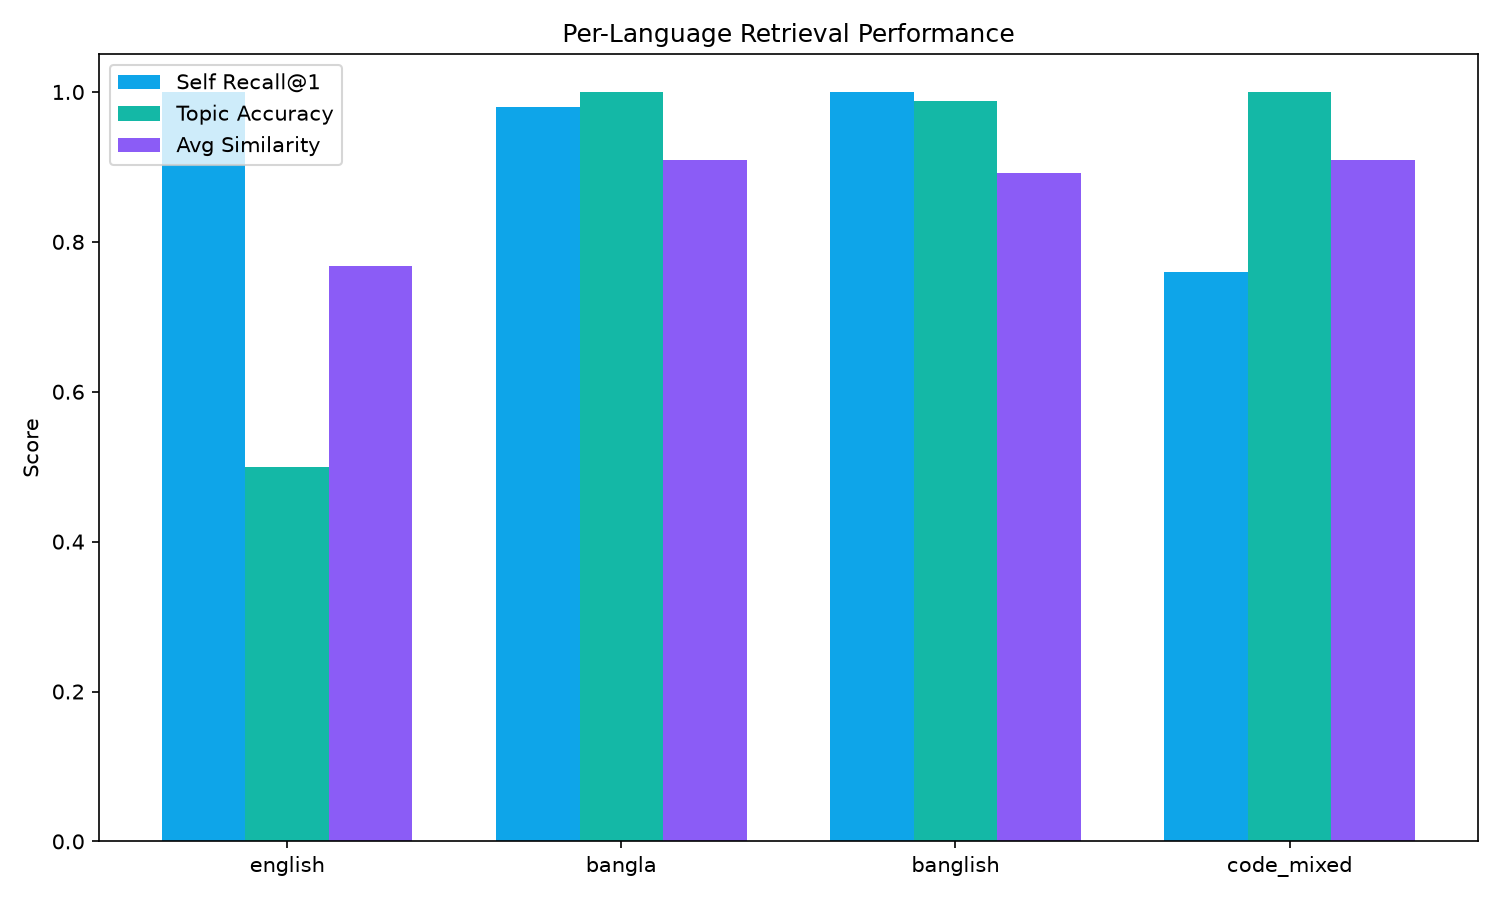 Per-Language Retrieval Performance
Self Recall@1
Topic Accuracy
Avg Similarity
1.0
0.8
0.6
0.4
0.2
0.0
Score
english
bangla
banglish
code_mixed